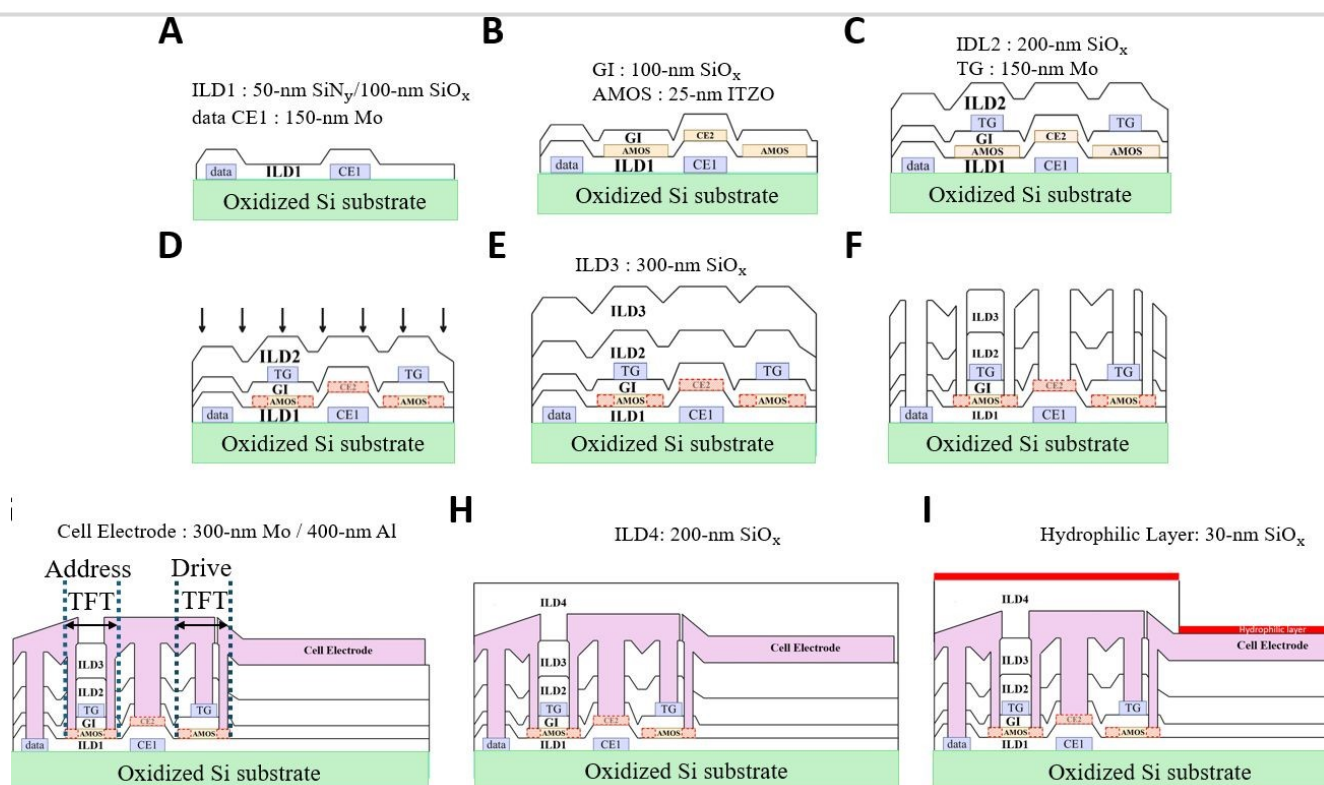 A
ILD1 : 50-nm SiNy/100-nm SiOx
data CE1 : 150-nm Mo
data ILD1 CE1
Oxidized Si substrate
B
GI : 100-nm SiOx
AMOS : 25-nm ITZO
GI CE2
AMOS AMOS
data ILD1 CE1
Oxidized Si substrate
C
IDL2 : 200-nm SiOx
TG : 150-nm Mo
ILD2
TG TG
GI CE2
AMOS AMOS
data ILD1 CE1
Oxidized Si substrate
D
ILD2
TG TG
GI CE2
AMOS AMOS
data ILD1 CE1
Oxidized Si substrate
E
ILD3 : 300-nm SiOx
ILD3
ILD2
TG TG
GI CE2
AMOS AMOS
data ILD1 CE1
Oxidized Si substrate
F
ILD3
ILD2
TG TG
GI CE2
AMOS AMOS
data ILD1 CE1
Oxidized Si substrate
Cell Electrode : 300-nm Mo / 400-nm Al
Address Drive
TFT TFT
Cell Electrode
ILD3
ILD2
TG TG
GI CE2
AMOS AMOS
data ILD1 CE1
Oxidized Si substrate
H
ILD4: 200-nm SiOx
ILD4
Cell Electrode
ILD3
ILD2
TG TG
GI CE2
AMOS AMOS
data ILD1 CE1
Oxidized Si substrate
I
Hydrophilic Layer: 30-nm SiOx
ILD4
Hydrophilic layer
Cell Electrode
ILD3
ILD2
TG TG
GI CE2
AMOS AMOS
data ILD1 CE1
Oxidized Si substrate